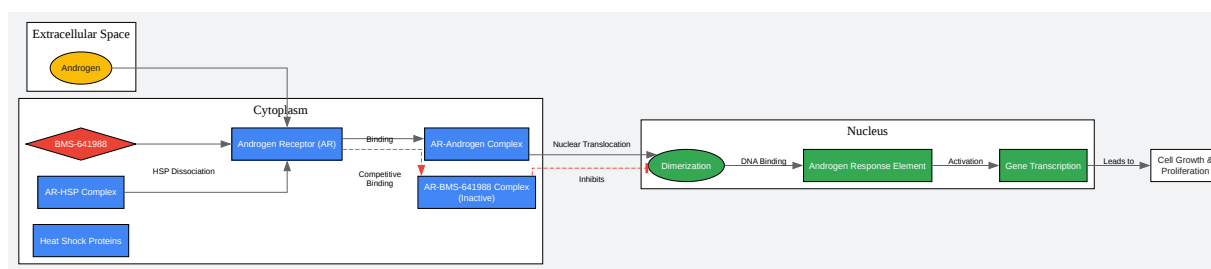 Extracellular Space
Androgen
Cytoplasm
BMS-641988
Androgen Receptor (AR)
Binding
AR-Androgen Complex
HSP Dissociation
Competitive
Binding
AR-HSP Complex
AR-BMS-641988 Complex
(Inactive)
Heat Shock Proteins
Nuclear Translocation
Inhibits
Nucleus
Dimerization
DNA Binding
Androgen Response Element
Activation
Gene Transcription
Leads to
Cell Growth &
Proliferation